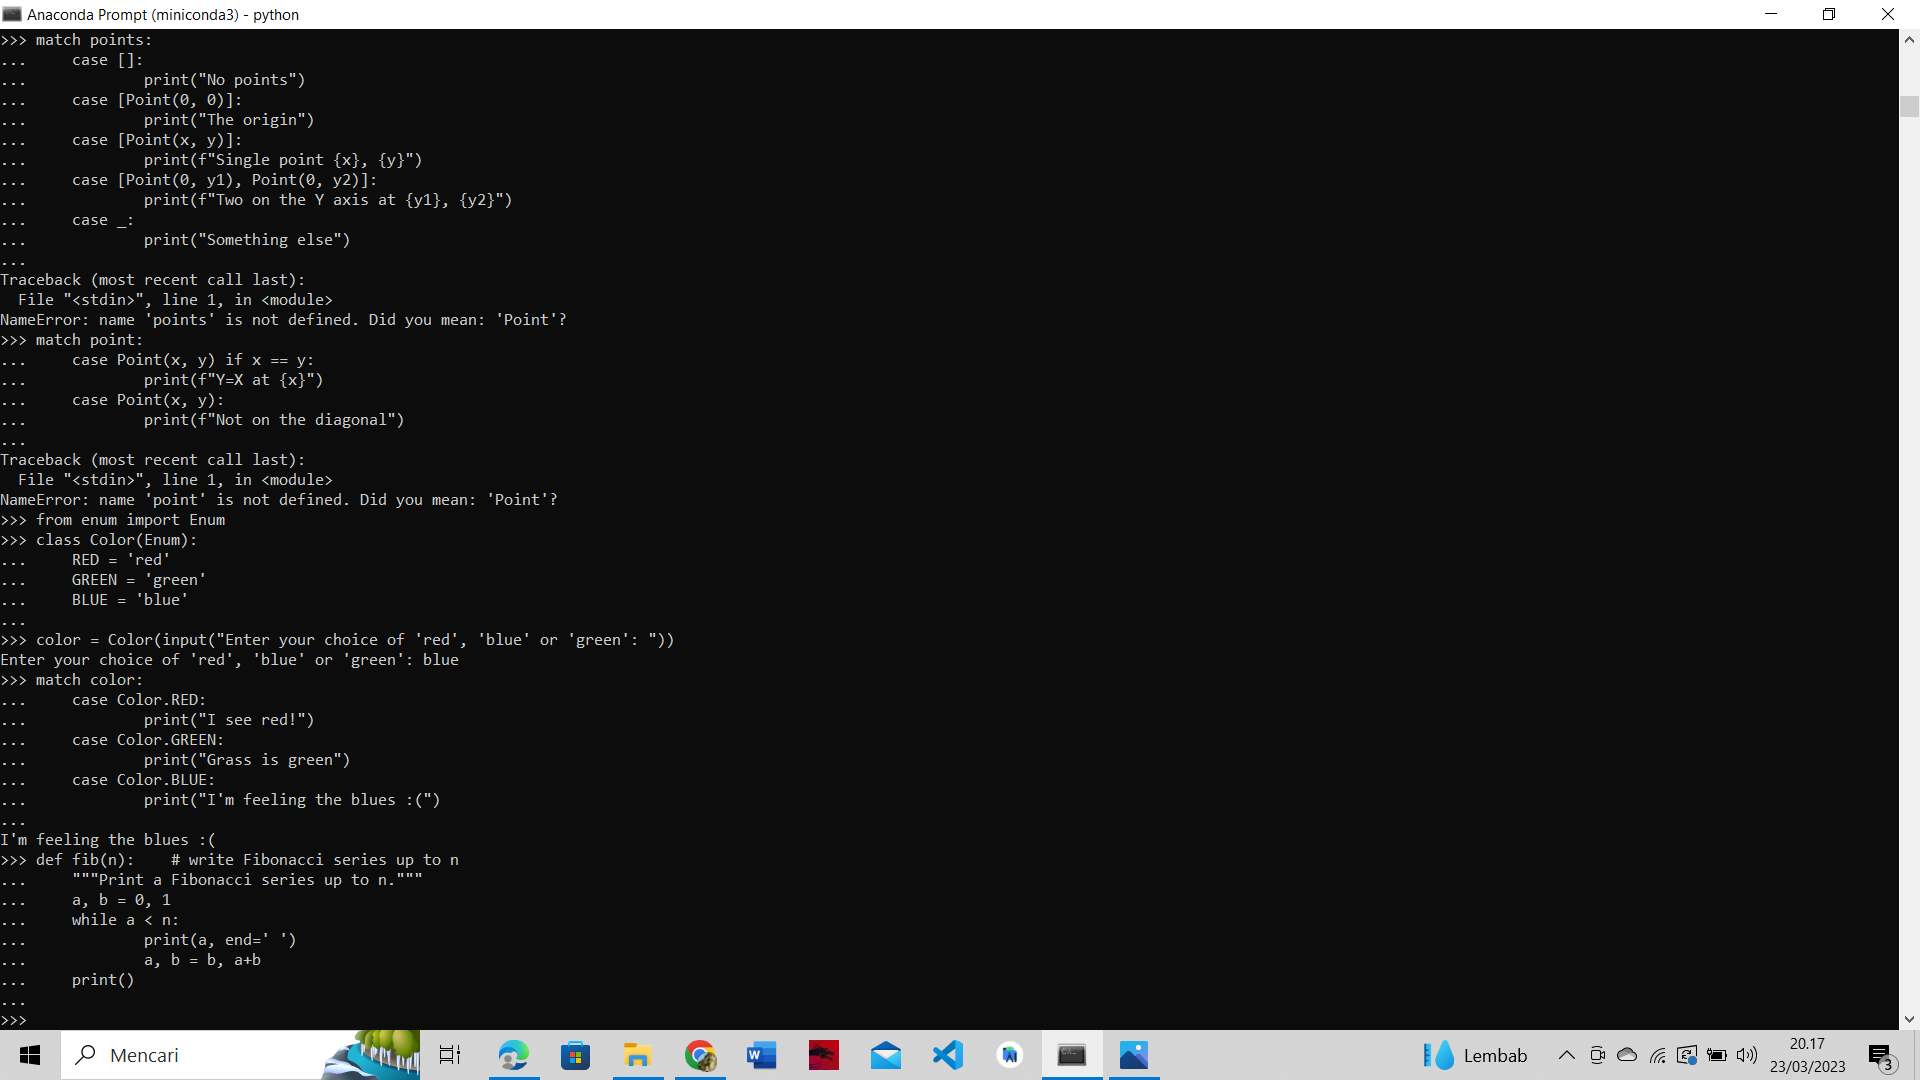 Anaconda Prompt (miniconda3) - python
>>> match points:
...     case []:
...             print("No points")
...     case [Point(0, 0)]:
...             print("The origin")
...     case [Point(x, y)]:
...             print(f"Single point {x}, {y}")
...     case [Point(0, y1), Point(0, y2)]:
...             print(f"Two on the Y axis at {y1}, {y2}")
...     case _:
...             print("Something else")
...
Traceback (most recent call last):
  File "<stdin>", line 1, in <module>
NameError: name 'points' is not defined. Did you mean: 'Point'?
>>> match point:
...     case Point(x, y) if x == y:
...             print(f"Y=X at {x}")
...     case Point(x, y):
...             print(f"Not on the diagonal")
...
Traceback (most recent call last):
  File "<stdin>", line 1, in <module>
NameError: name 'point' is not defined. Did you mean: 'Point'?
>>> from enum import Enum
>>> class Color(Enum):
...     RED = 'red'
...     GREEN = 'green'
...     BLUE = 'blue'
...
>>> color = Color(input("Enter your choice of 'red', 'blue' or 'green': "))
Enter your choice of 'red', 'blue' or 'green': blue
>>> match color:
...     case Color.RED:
...             print("I see red!")
...     case Color.GREEN:
...             print("Grass is green")
...     case Color.BLUE:
...             print("I'm feeling the blues :(")
...
I'm feeling the blues :(
>>> def fib(n):    # write Fibonacci series up to n
...     """Print a Fibonacci series up to n."""
...     a, b = 0, 1
...     while a < n:
...             print(a, end=' ')
...             a, b = b, a+b
...     print()
...
>>>
Mencari
Lembab
20.17
23/03/2023
3